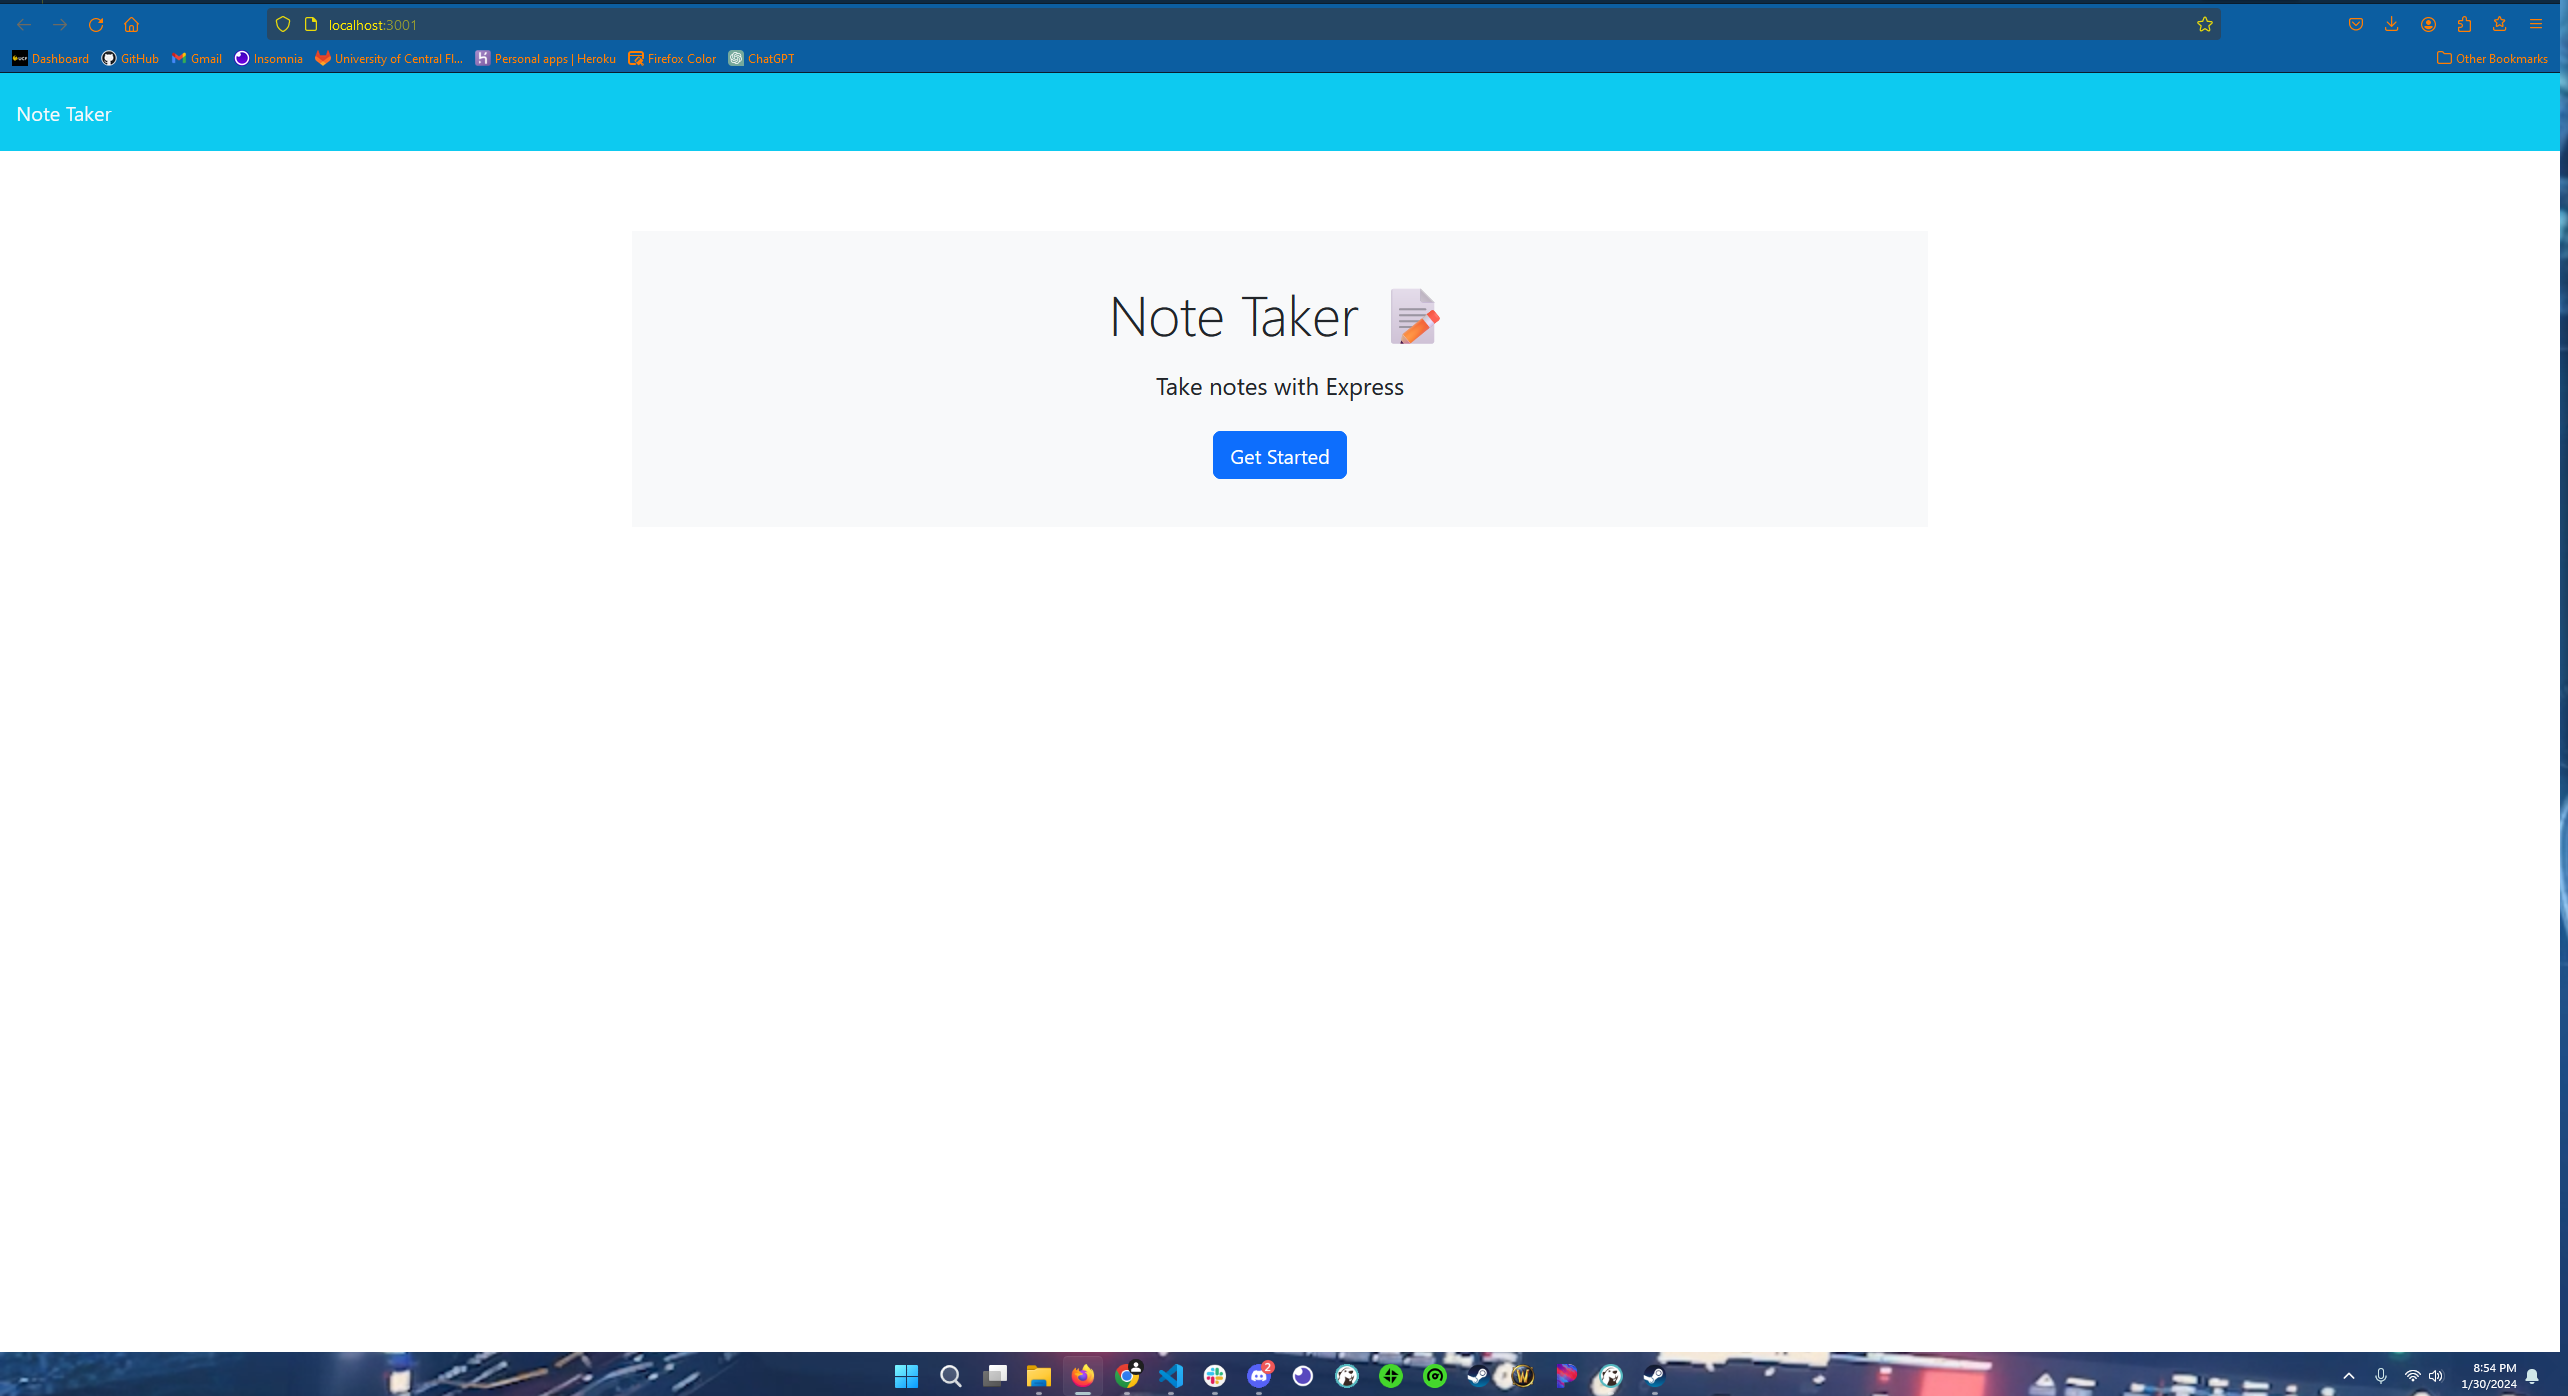 localhost:3001
Dashboard GitHub Gmail Insomnia University of Central Fl... Personal apps | Heroku Firefox Color ChatGPT Other Bookmarks
Note Taker
Note Taker
Take notes with Express
Get Started
2
8:54 PM
1/30/2024